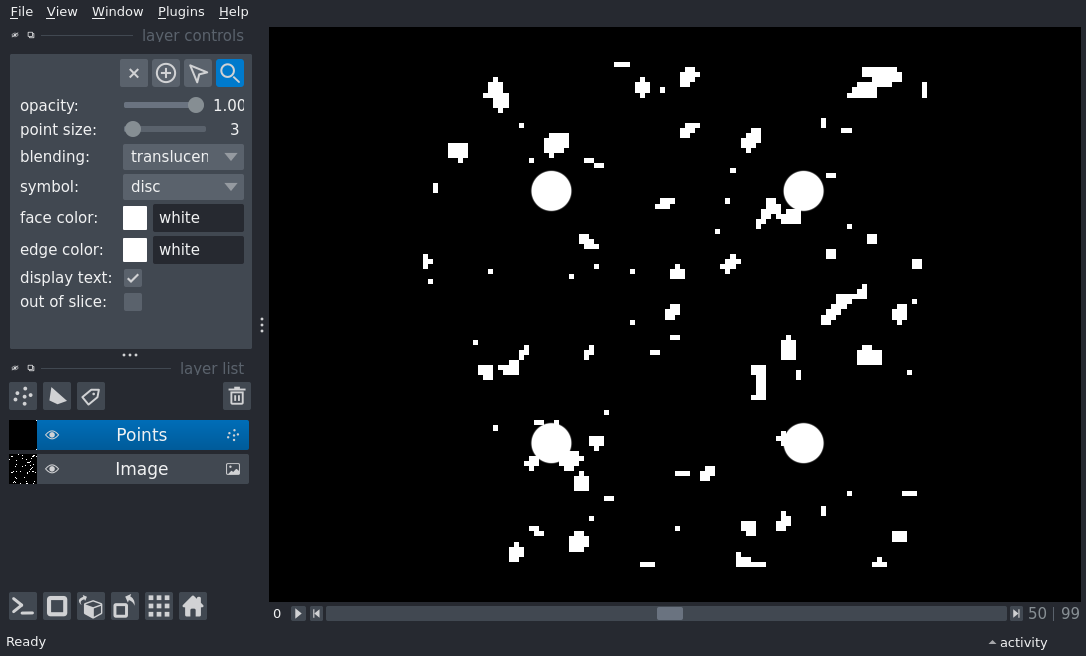 File View Window Plugins Help
layer controls
opacity: 1.00
point size: 3
blending: translucen
symbol: disc
face color: white
edge color: white
display text:
out of slice:
layer list
Points
Image
0 50 | 99
Ready
activity